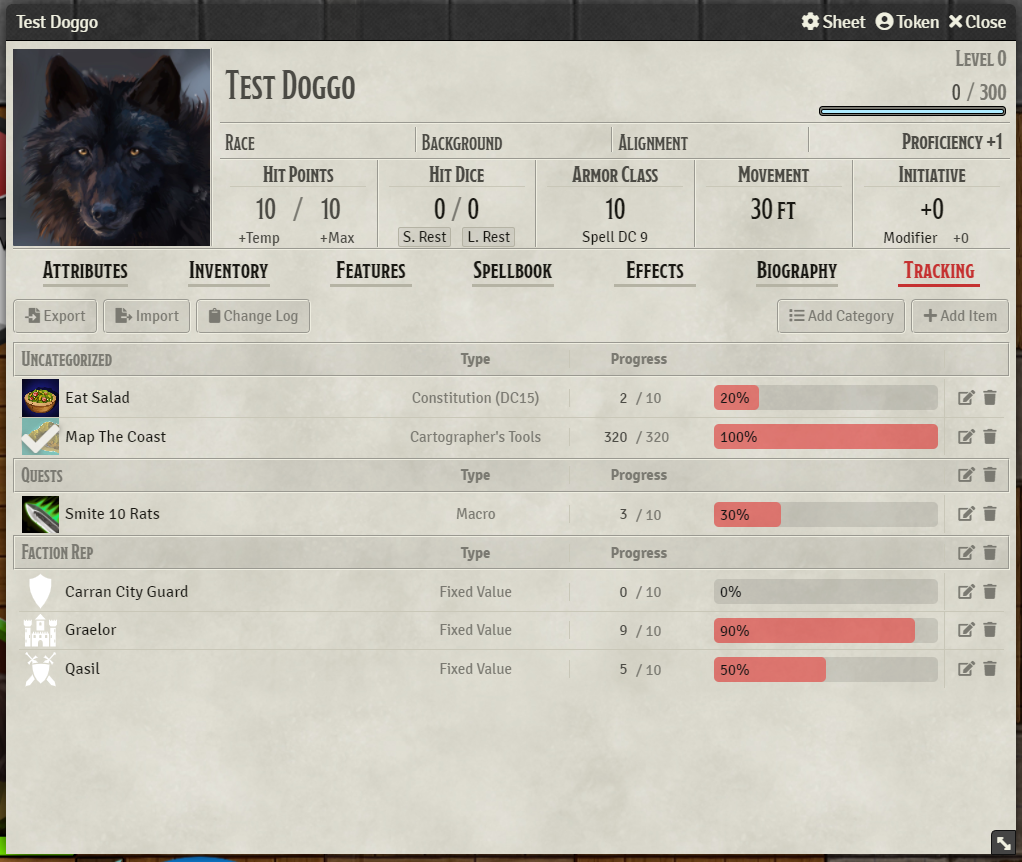 Test Doggo Sheet Token Close
Test Doggo
Level 0
0 / 300
Race Background Alignment Proficiency +1
Hit Points Hit Dice Armor Class Movement Initiative
10 / 10 0 / 0 10 30 ft +0
+Temp +Max S. Rest L. Rest Spell DC 9 Modifier +0
Attributes Inventory Features Spellbook Effects Biography Tracking
Export Import Change Log Add Category Add Item
Uncategorized Type Progress
Eat Salad Constitution (DC15) 2 / 10 20%
Map The Coast Cartographer's Tools 320 / 320 100%
Quests Type Progress
Smite 10 Rats Macro 3 / 10 30%
Faction Rep Type Progress
Carran City Guard Fixed Value 0 / 10 0%
Graelor Fixed Value 9 / 10 90%
Qasil Fixed Value 5 / 10 50%